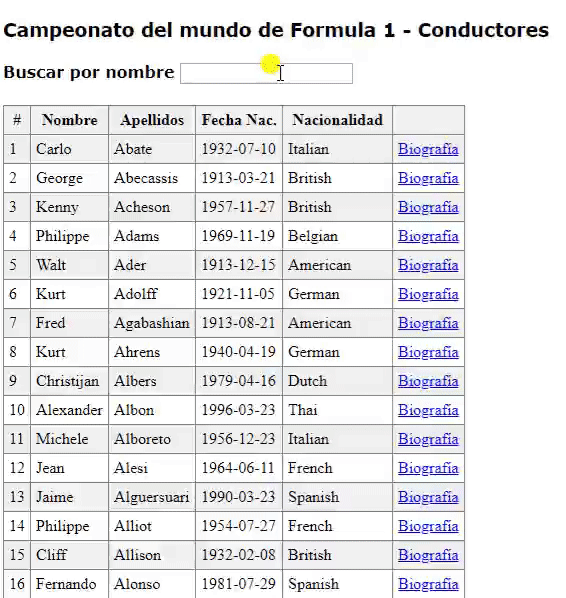 Campeonato del mundo de Formula 1 - Conductores
Buscar por nombre
# Nombre Apellidos Fecha Nac. Nacionalidad
1 Carlo Abate 1932-07-10 Italian Biografía
2 George Abecassis 1913-03-21 British Biografía
3 Kenny Acheson 1957-11-27 British Biografía
4 Philippe Adams 1969-11-19 Belgian Biografía
5 Walt Ader 1913-12-15 American Biografía
6 Kurt Adolff 1921-11-05 German Biografía
7 Fred Agabashian 1913-08-21 American Biografía
8 Kurt Ahrens 1940-04-19 German Biografía
9 Christijan Albers 1979-04-16 Dutch Biografía
10 Alexander Albon 1996-03-23 Thai Biografía
11 Michele Alboreto 1956-12-23 Italian Biografía
12 Jean Alesi 1964-06-11 French Biografía
13 Jaime Alguersuari 1990-03-23 Spanish Biografía
14 Philippe Alliot 1954-07-27 French Biografía
15 Cliff Allison 1932-02-08 British Biografía
16 Fernando Alonso 1981-07-29 Spanish Biografía